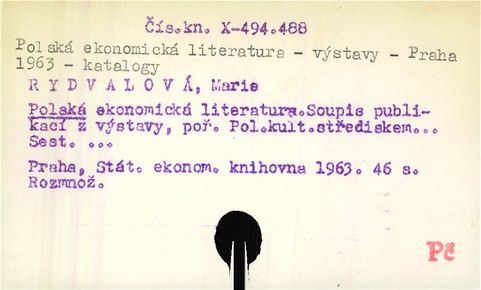 Čís.kn. X-494.488
Polská ekonomická literatura - výstavy - Praha
1963 - katalogy
RYDVALOVÁ, Marie
Polská ekonomická literatura.Soupis publi-
kací z výstavy, poř. Pol.kult.střediskem...
Sest. ...
Praha, Stát. ekonom. knihovna 1963. 46 s.
Rozmnož.
Pč